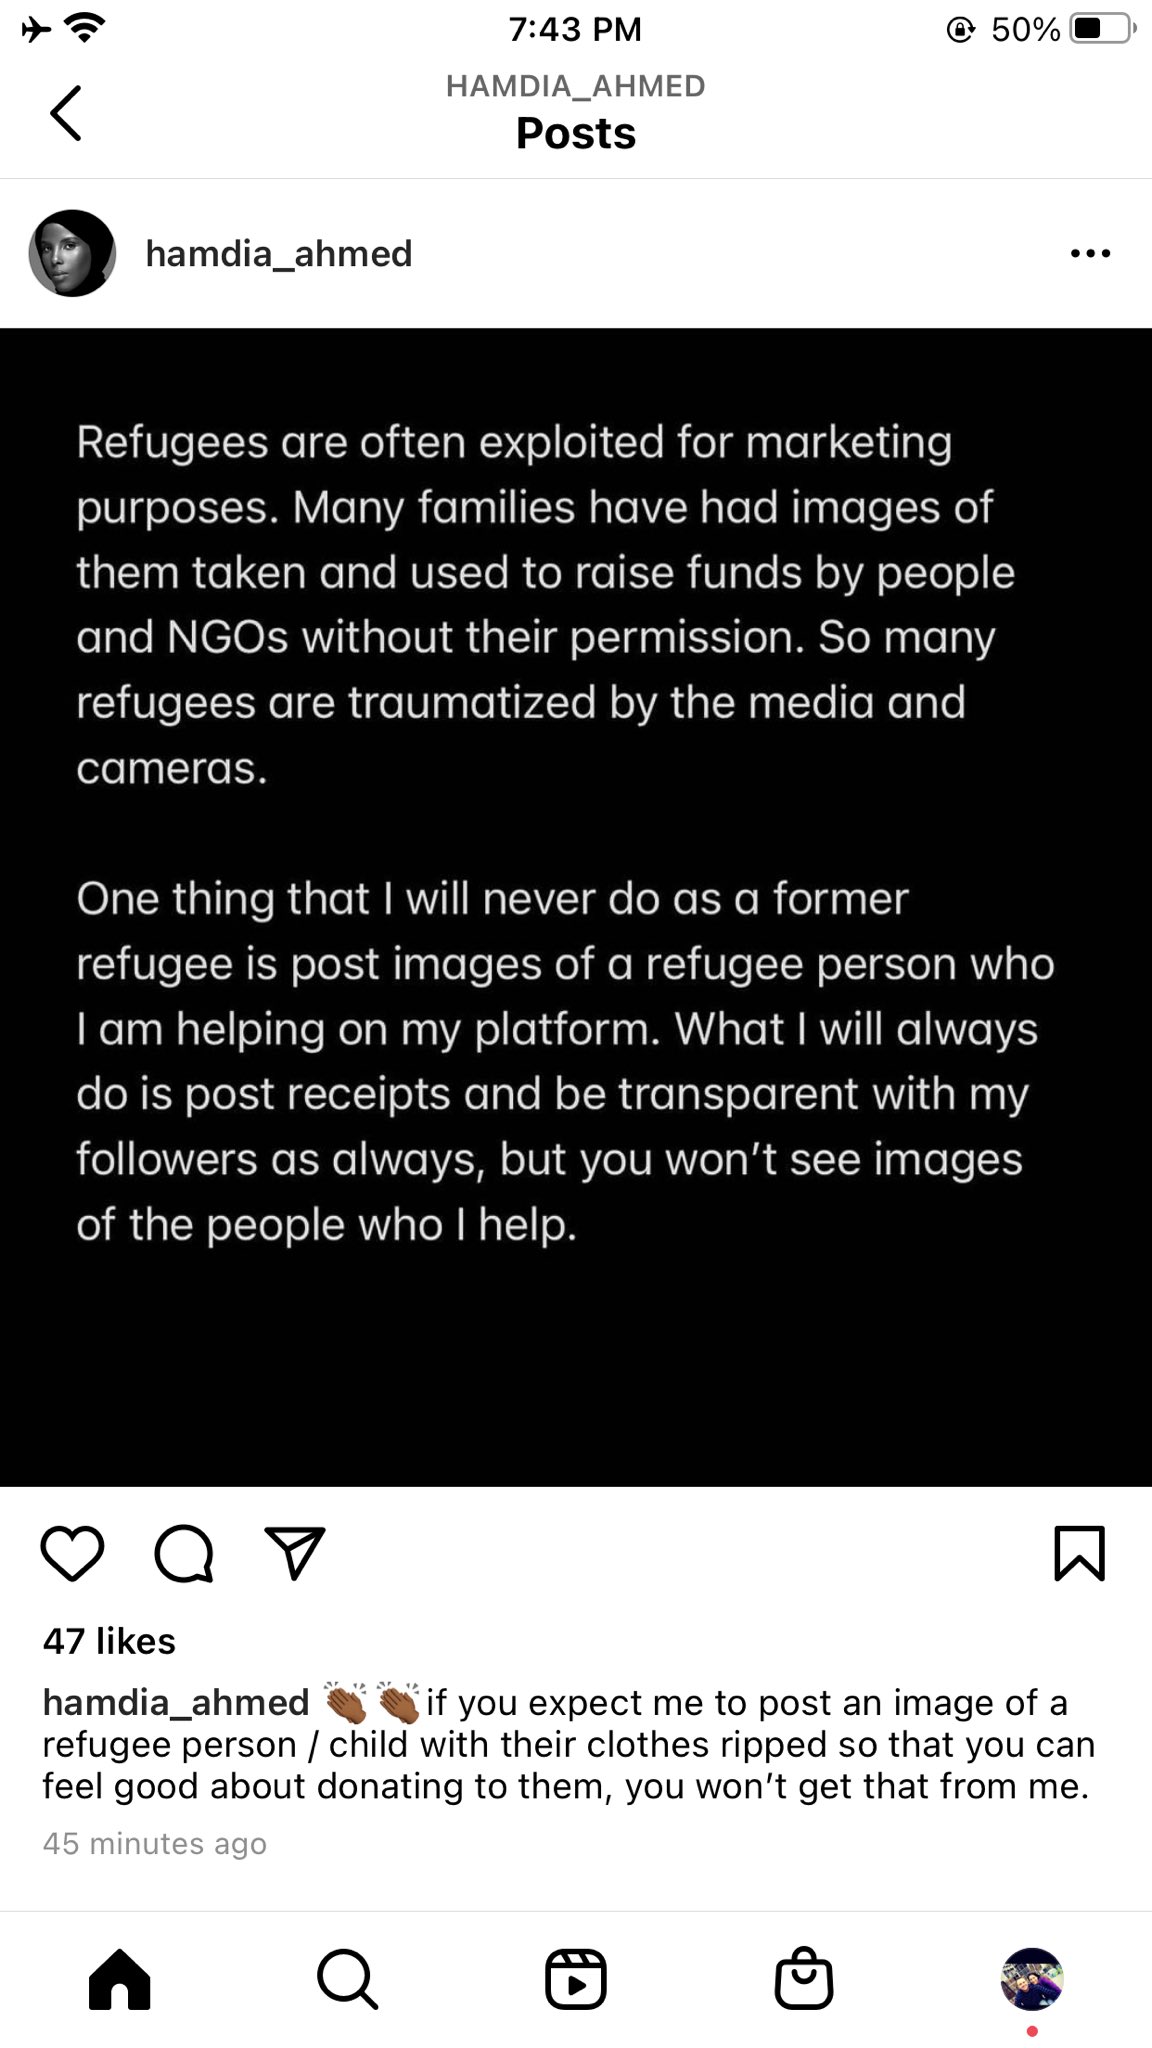 7:43 PM
50%
HAMDIA_AHMED
Posts
hamdia_ahmed
Refugees are often exploited for marketing
purposes. Many families have had images of
them taken and used to raise funds by people
and NGOs without their permission. So many
refugees are traumatized by the media and
cameras.
One thing that I will never do as a former
refugee is post images of a refugee person who
I am helping on my platform. What I will always
do is post receipts and be transparent with my
followers as always, but you won’t see images
of the people who I help.
47 likes
hamdia_ahmed 👏🏾👏🏾if you expect me to post an image of a
refugee person / child with their clothes ripped so that you can
feel good about donating to them, you won’t get that from me.
45 minutes ago